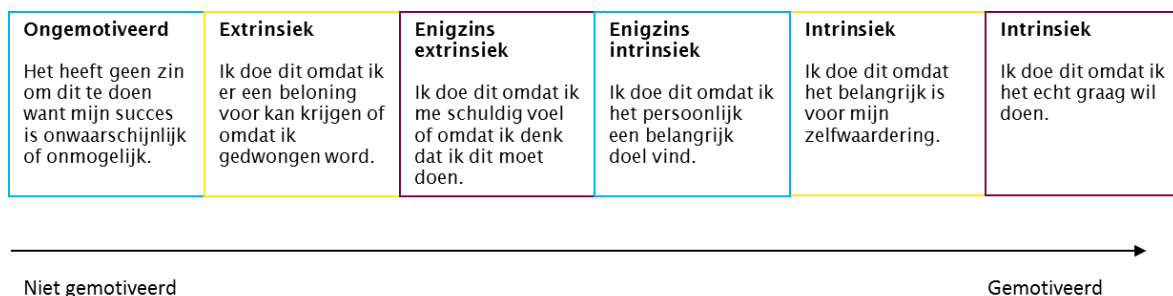 Ongemotiveerd
Het heeft geen zin
om dit te doen
want mijn succes
is onwaarschijnlijk
of onmogelijk.
Extrinsiek
Ik doe dit omdat ik
er een beloning
voor kan krijgen of
omdat ik
gedwongen word.
Enigzins
extrinsiek
Ik doe dit omdat ik
me schuldig voel
of omdat ik denk
dat ik dit moet
doen.
Enigzins
intrinsiek
Ik doe dit omdat ik
het persoonlijk
een belangrijk
doel vind.
Intrinsiek
Ik doe dit omdat
het belangrijk is
voor mijn
zelfwaardering.
Intrinsiek
Ik doe dit omdat ik
het echt graag wil
doen.
Niet gemotiveerd
Gemotiveerd